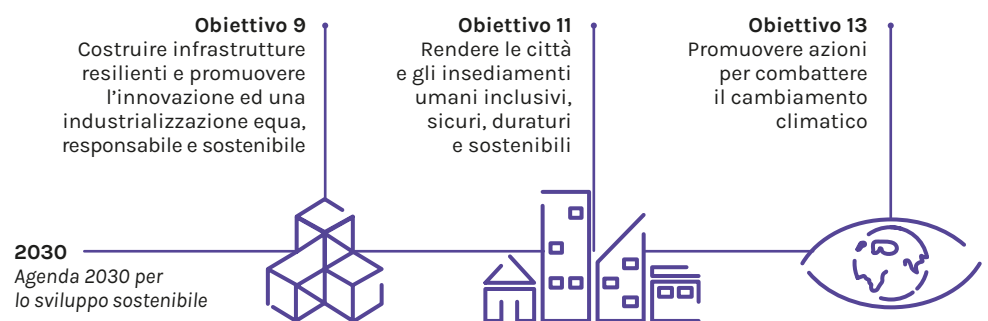 Obiettivo 9
Costruire infrastrutture
resilienti e promuovere
l’innovazione ed una
industrializzazione equa,
responsabile e sostenibile
Obiettivo 11
Rendere le città
e gli insediamenti
umani inclusivi,
sicuri, duraturi
e sostenibili
Obiettivo 13
Promuovere azioni
per combattere
il cambiamento
climatico
2030
Agenda 2030 per
lo sviluppo sostenibile